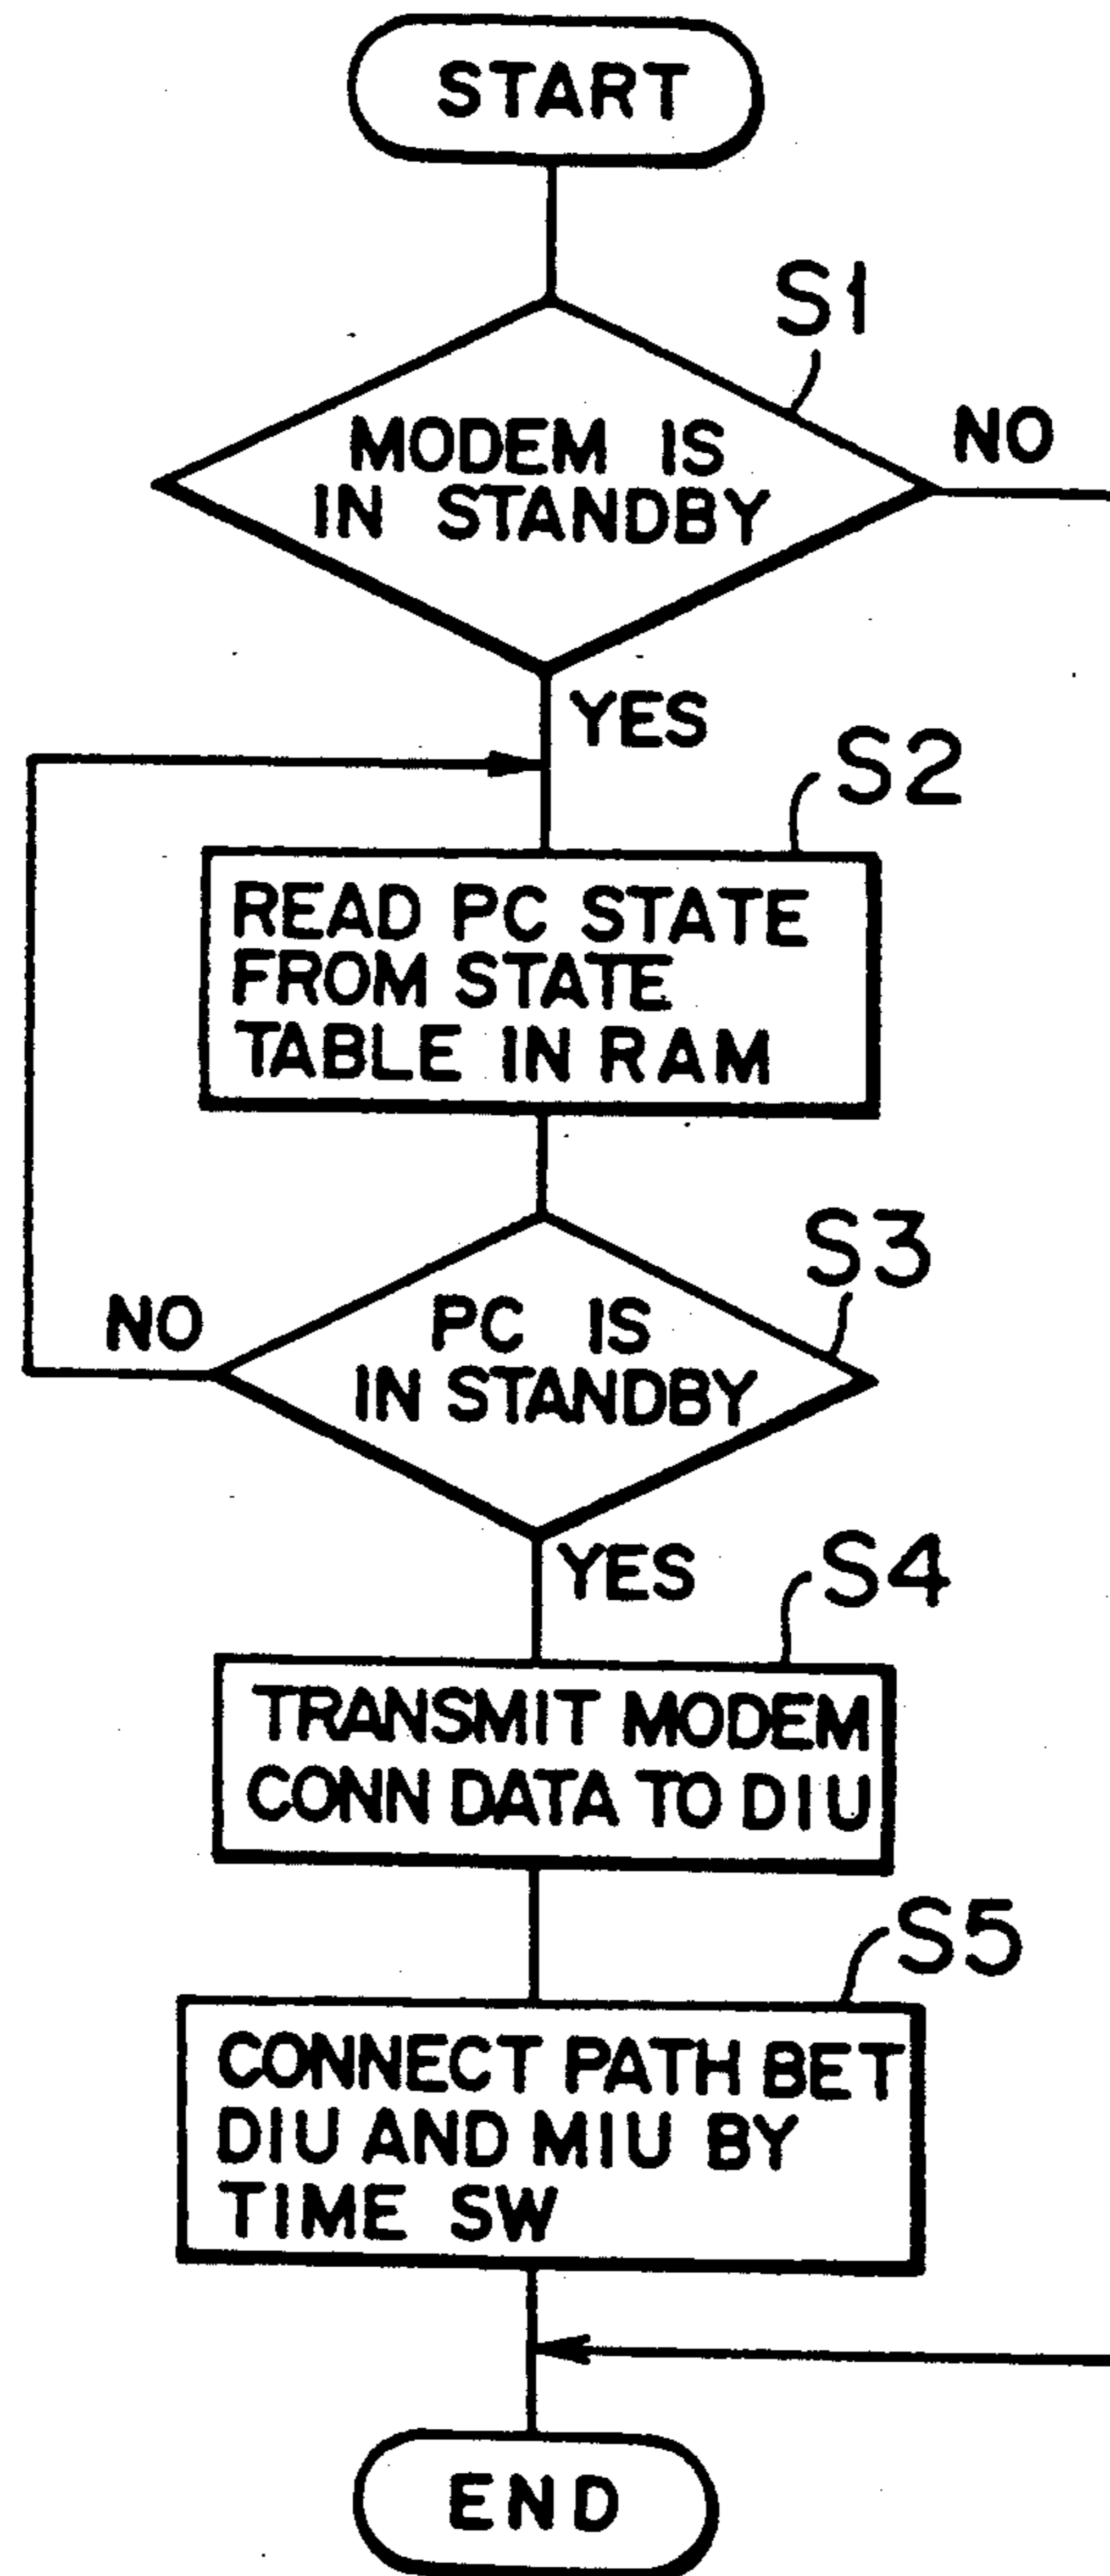 START
S1
MODEM IS
IN STANDBY
NO
YES
S2
READ PC STATE
FROM STATE
TABLE IN RAM
S3
NO
PC IS
IN STANDBY
YES
S4
TRANSMIT MODEM
CONN DATA TO DIU
S5
CONNECT PATH BET
DIU AND MIU BY
TIME SW
END